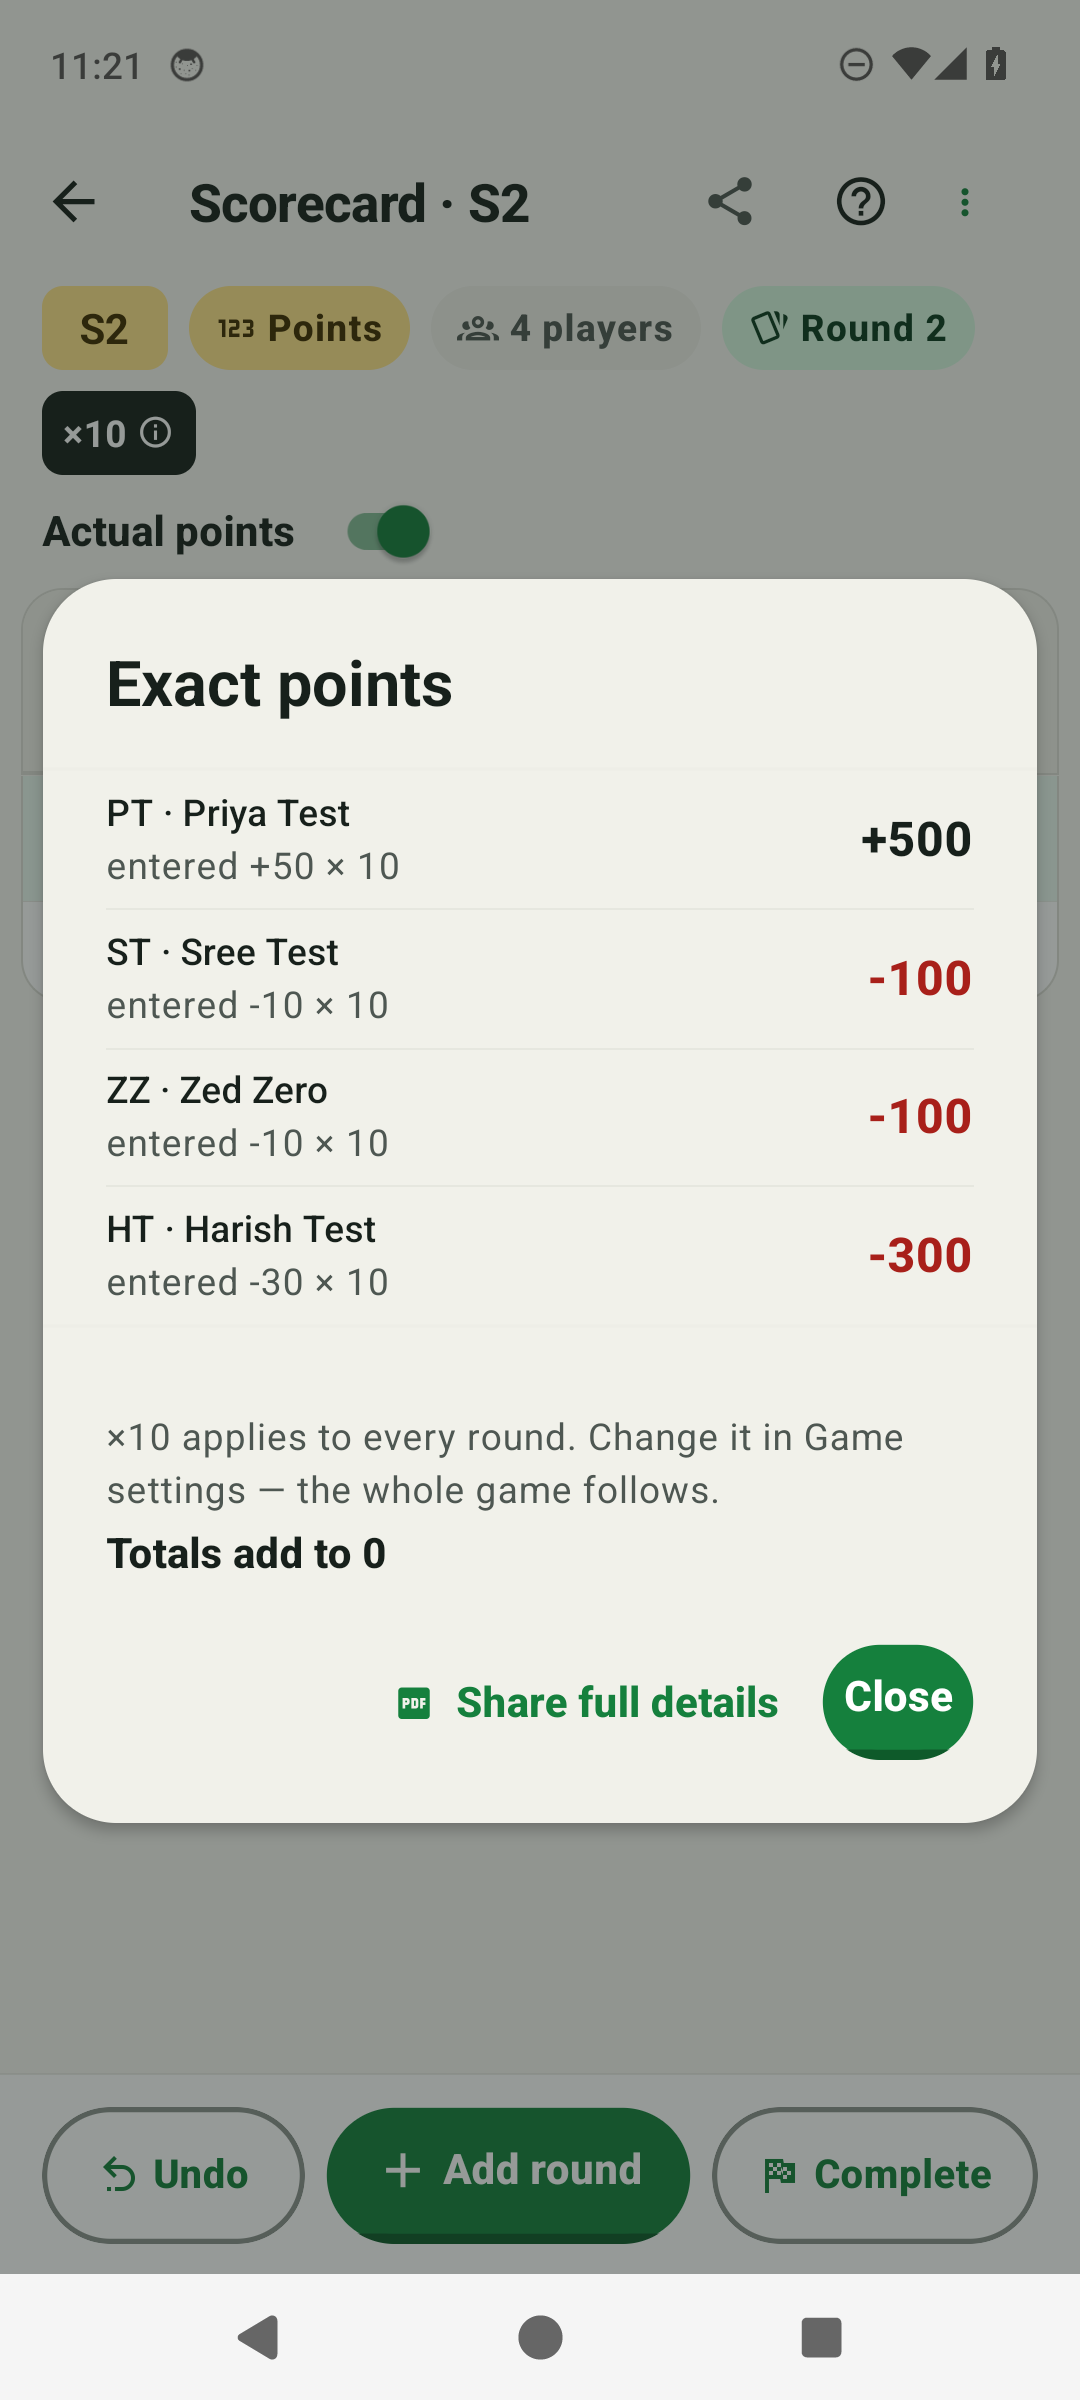 11:21
Scorecard · S2
S2
123 Points
4 players
Round 2
×10
Actual points
Exact points
PT · Priya Test
entered +50 × 10
+500
ST · Sree Test
entered -10 × 10
-100
ZZ · Zed Zero
entered -10 × 10
-100
HT · Harish Test
entered -30 × 10
-300
×10 applies to every round. Change it in Game
settings — the whole game follows.
Totals add to 0
PDF Share full details
Close
Undo
+ Add round
Complete